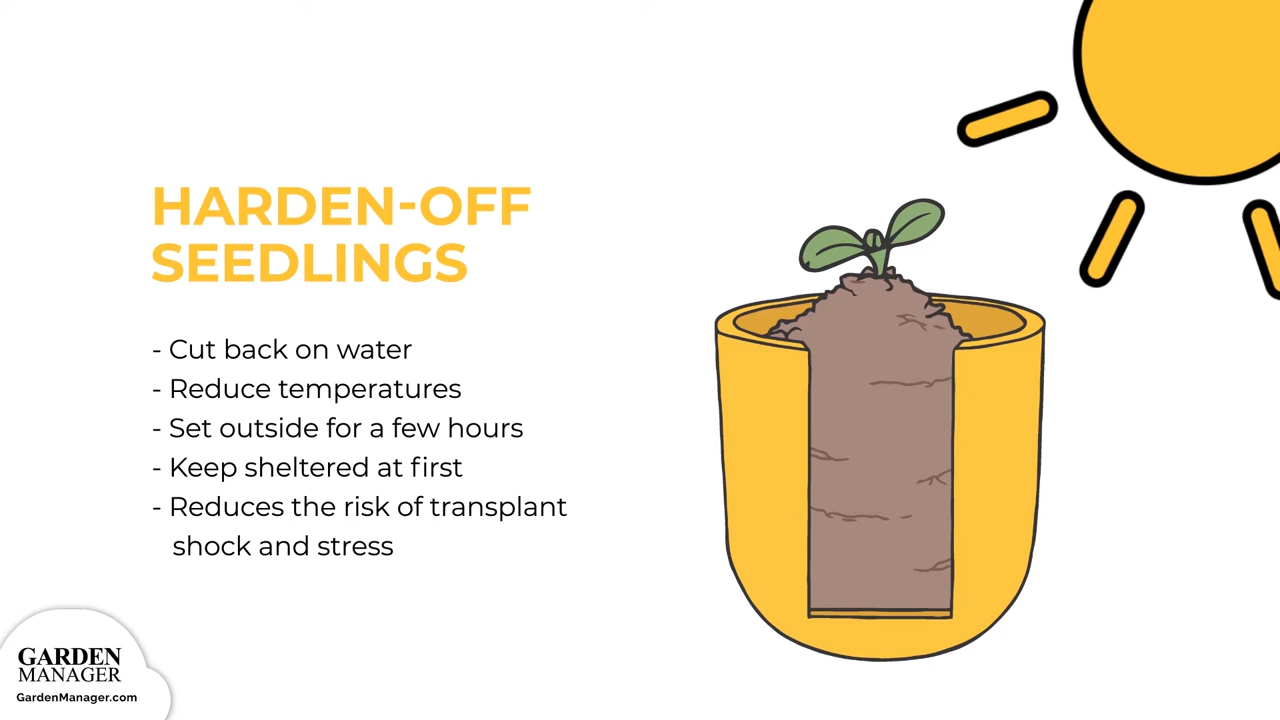 HARDEN-OFF
SEEDLINGS
- Cut back on water
- Reduce temperatures
- Set outside for a few hours
- Keep sheltered at first
- Reduces the risk of transplant
shock and stress
GARDEN
MANAGER
GardenManager.com